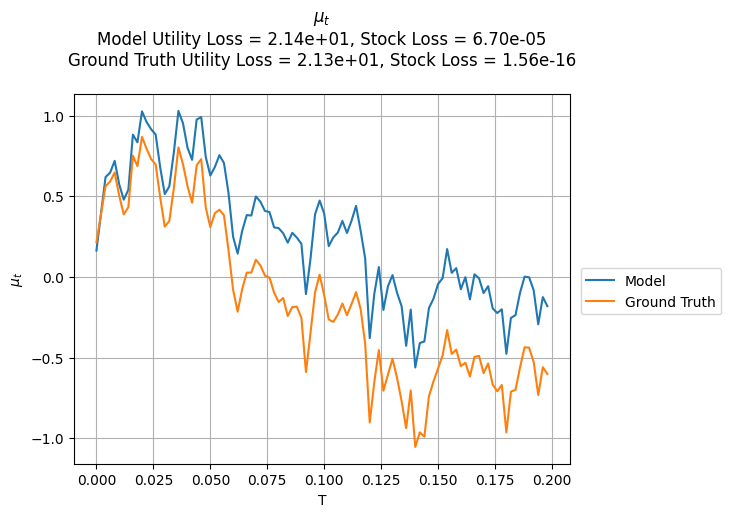 μₜ
Model Utility Loss = 2.14e+01, Stock Loss = 6.70e-05
Ground Truth Utility Loss = 2.13e+01, Stock Loss = 1.56e-16
1.0
0.5
0.0
−0.5
−1.0
μₜ
0.000 0.025 0.050 0.075 0.100 0.125 0.150 0.175 0.200
T
Model
Ground Truth